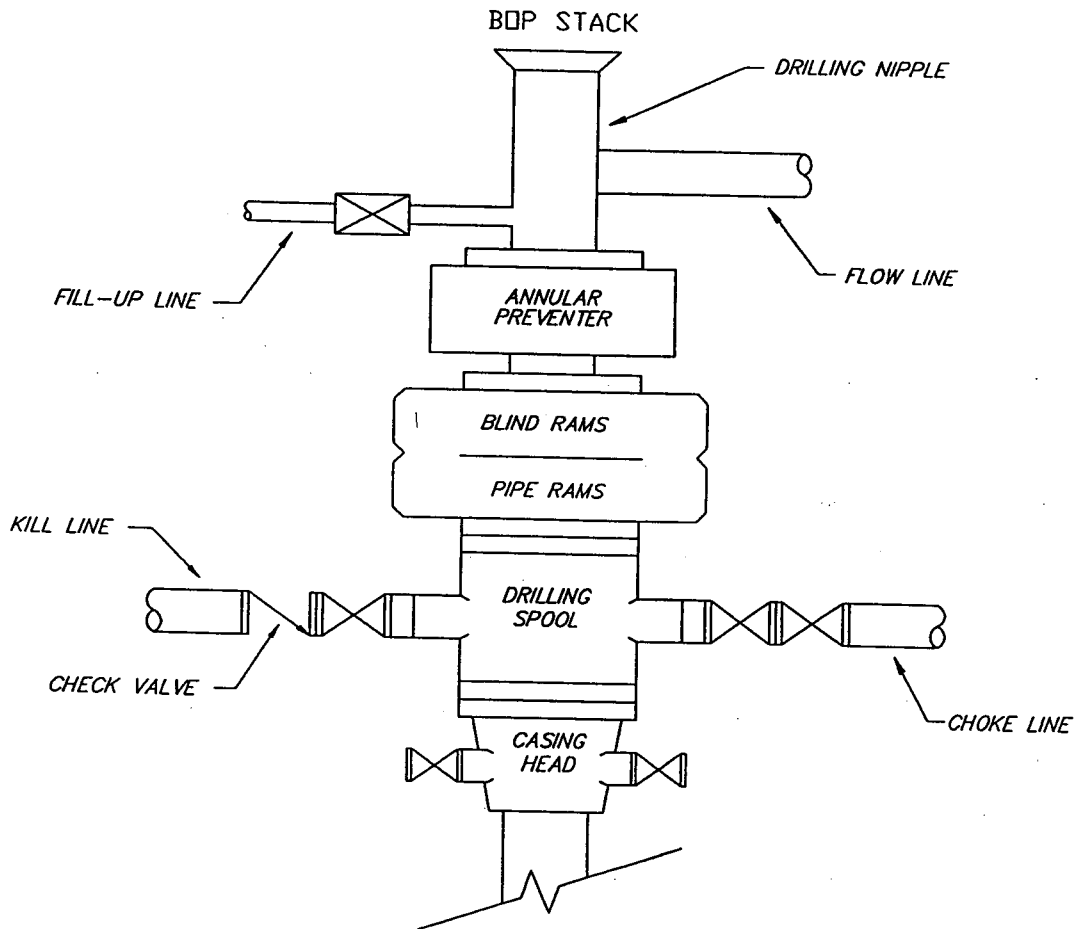 BOP STACK
DRILLING NIPPLE
FILL-UP LINE
FLOW LINE
ANNULAR
PREVENTER
BLIND RAMS
PIPE RAMS
KILL LINE
DRILLING
SPOOL
CHECK VALVE
CHOKE LINE
CASING
HEAD